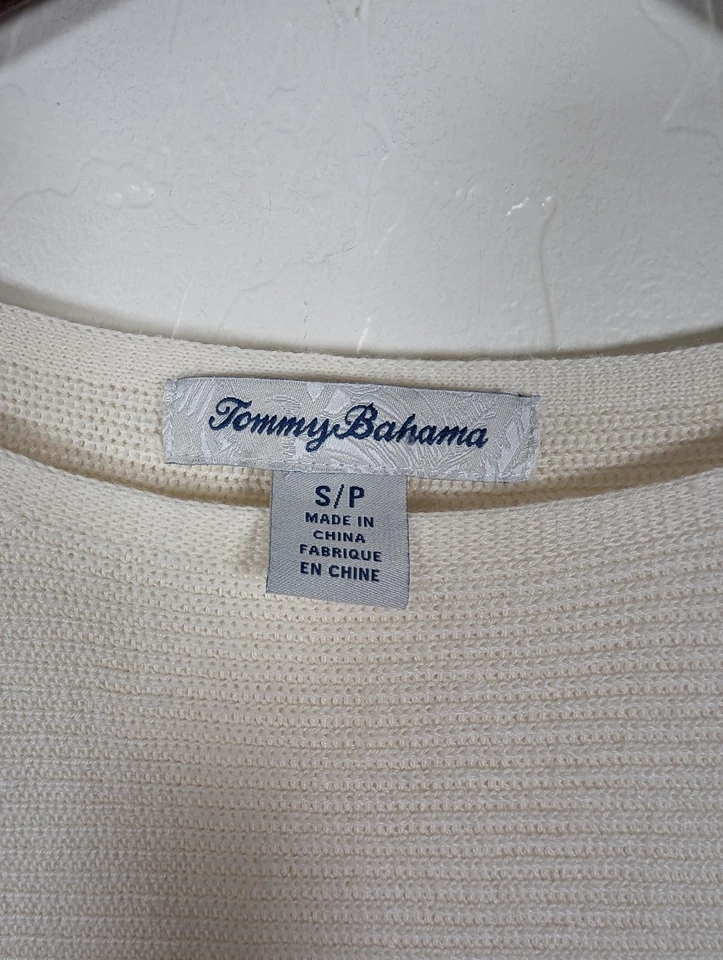 Tommy Bahama
S/P
MADE IN
CHINA
FABRIQUE
EN CHINE